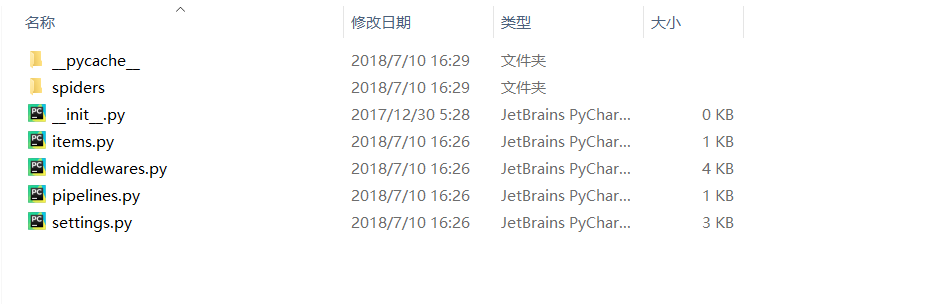 名称 修改日期 类型 大小
__pycache__ 2018/7/10 16:29 文件夹
spiders 2018/7/10 16:29 文件夹
__init__.py 2017/12/30 5:28 JetBrains PyChar... 0 KB
items.py 2018/7/10 16:26 JetBrains PyChar... 1 KB
middlewares.py 2018/7/10 16:26 JetBrains PyChar... 4 KB
pipelines.py 2018/7/10 16:26 JetBrains PyChar... 1 KB
settings.py 2018/7/10 16:26 JetBrains PyChar... 3 KB